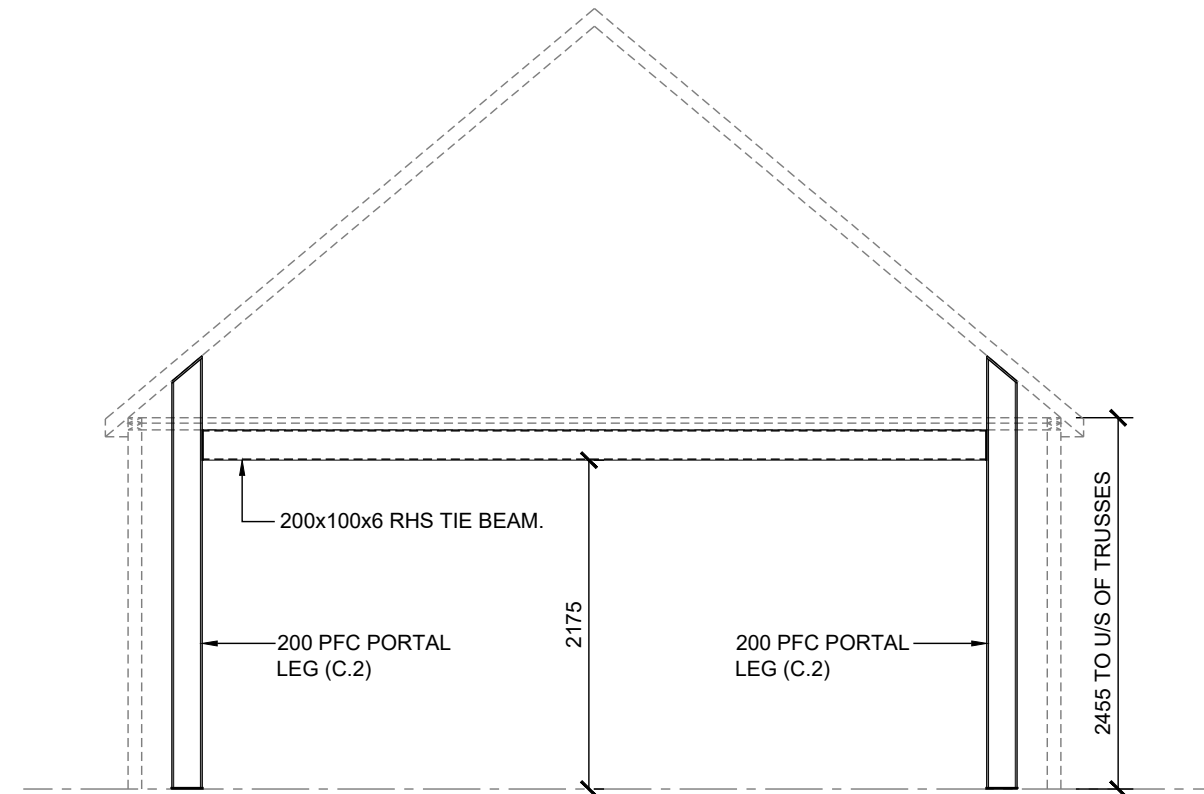 200x100x6 RHS TIE BEAM.
200 PFC PORTAL
LEG (C.2)
2175
200 PFC PORTAL
LEG (C.2)
2455 TO U/S OF TRUSSES